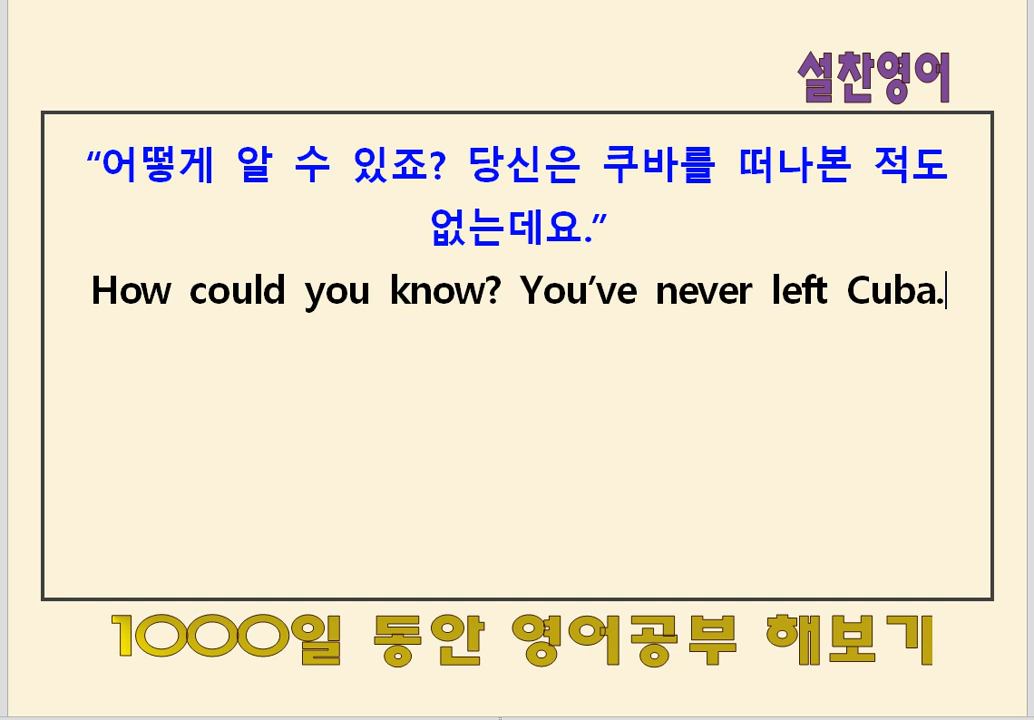 설찬영어
“어떻게 알 수 있죠? 당신은 쿠바를 떠나본 적도
없는데요.”
How could you know? You’ve never left Cuba.
1000일 동안 영어공부 해보기